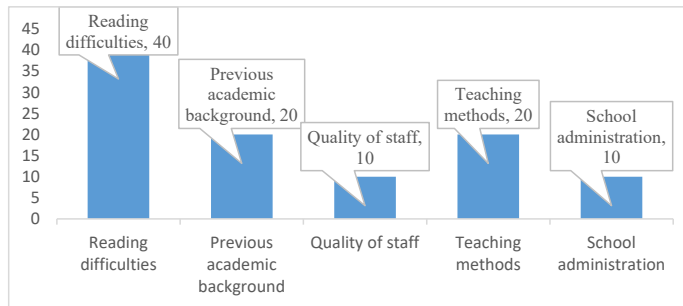 45
40
35
30
25
20
15
10
5
0
Reading
difficulties, 40
Previous
academic
background, 20
Quality of staff,
10
Teaching
methods, 20
School
administration,
10
Reading
difficulties
Previous
academic
background
Quality of staff
Teaching
methods
School
administration